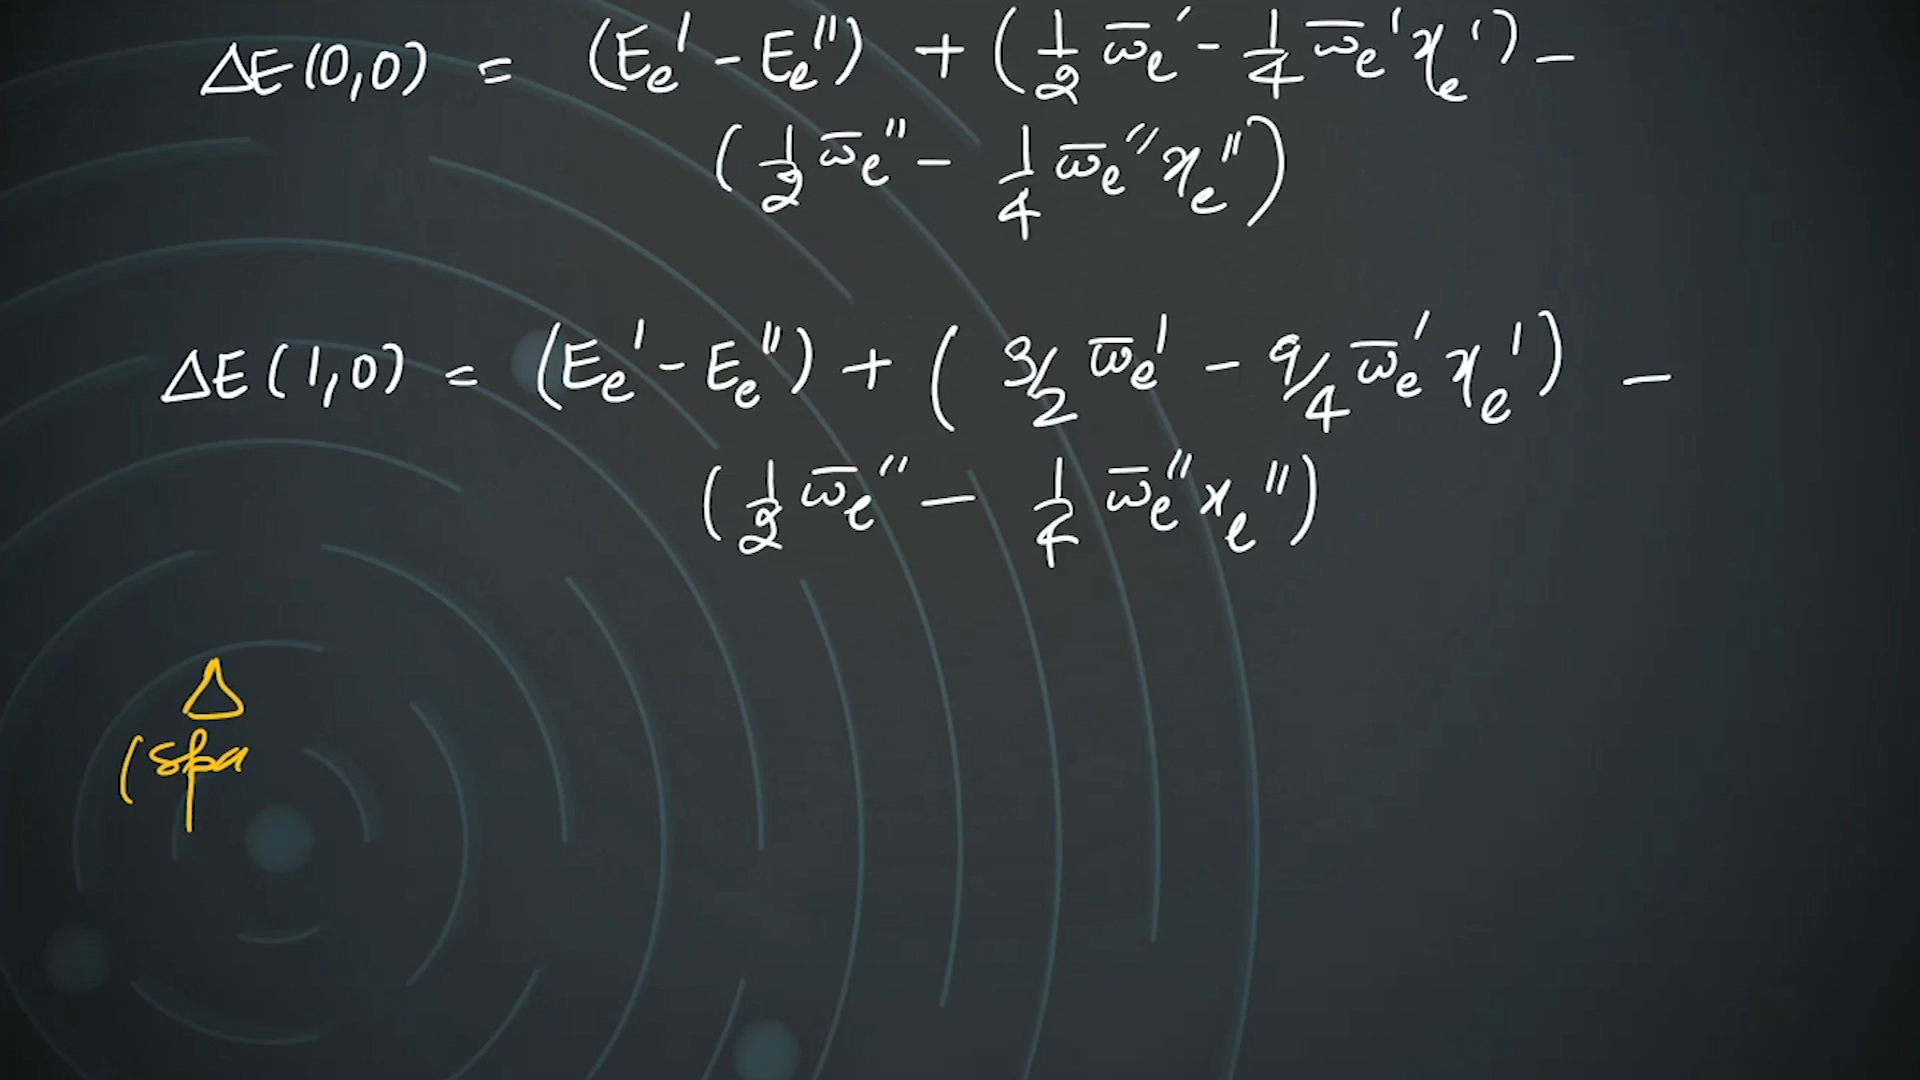 ΔE(0,0) = (Ee' - Ee'') + (1/2 ω̅e' - 1/4 ω̅e' xe') -
(1/2 ω̅e'' - 1/4 ω̅e'' xe'')
ΔE(1,0) = (Ee' - Ee'') + (3/2 ω̅e' - 9/4 ω̅e' xe') -
(1/2 ω̅e'' - 1/4 ω̅e'' xe'')
Δ
(spa